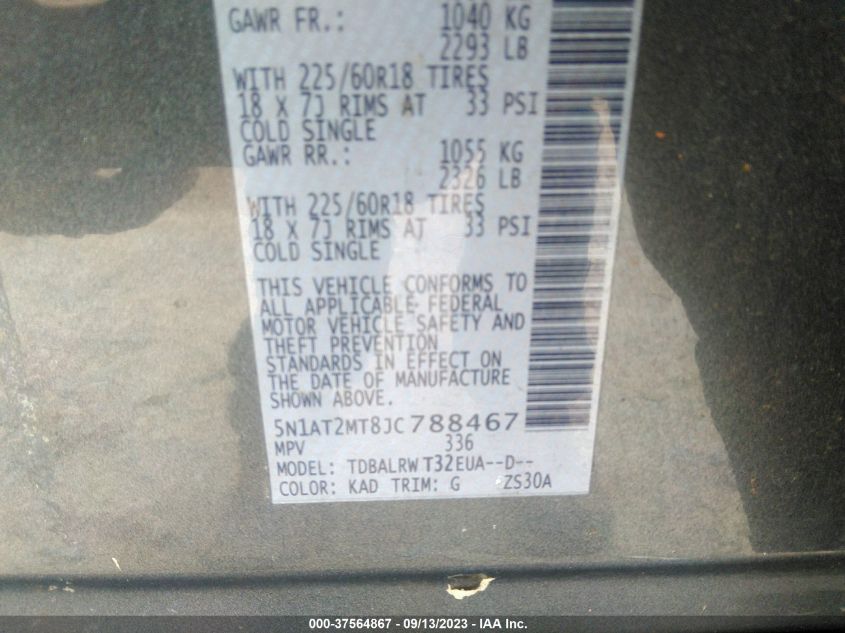 GAWR FR.: 1040 KG
2293 LB
WITH 225/60R18 TIRES
18 X 7J RIMS AT 33 PSI
COLD SINGLE
GAWR RR.: 1055 KG
2326 LB
WITH 225/60R18 TIRES
18 X 7J RIMS AT 33 PSI
COLD SINGLE
THIS VEHICLE CONFORMS TO
ALL APPLICABLE FEDERAL
MOTOR VEHICLE SAFETY AND
THEFT PREVENTION
STANDARDS IN EFFECT ON
THE DATE OF MANUFACTURE
SHOWN ABOVE.
5N1AT2MT8JC788467
MPV 336
MODEL: TDBALRWT32EUA--D--
COLOR: KAD TRIM: G ZS30A
000-37564867 - 09/13/2023 - IAA Inc.